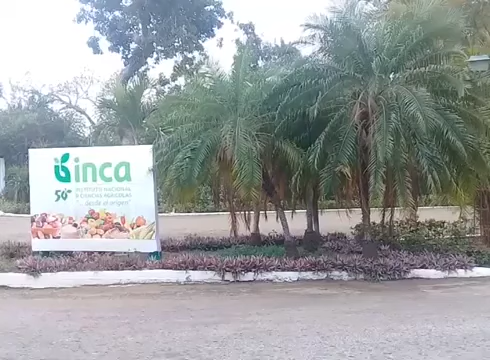 inca
50
INSTITUTO NACIONAL
DE CIENCIAS AGRÍCOLAS
desde el origen